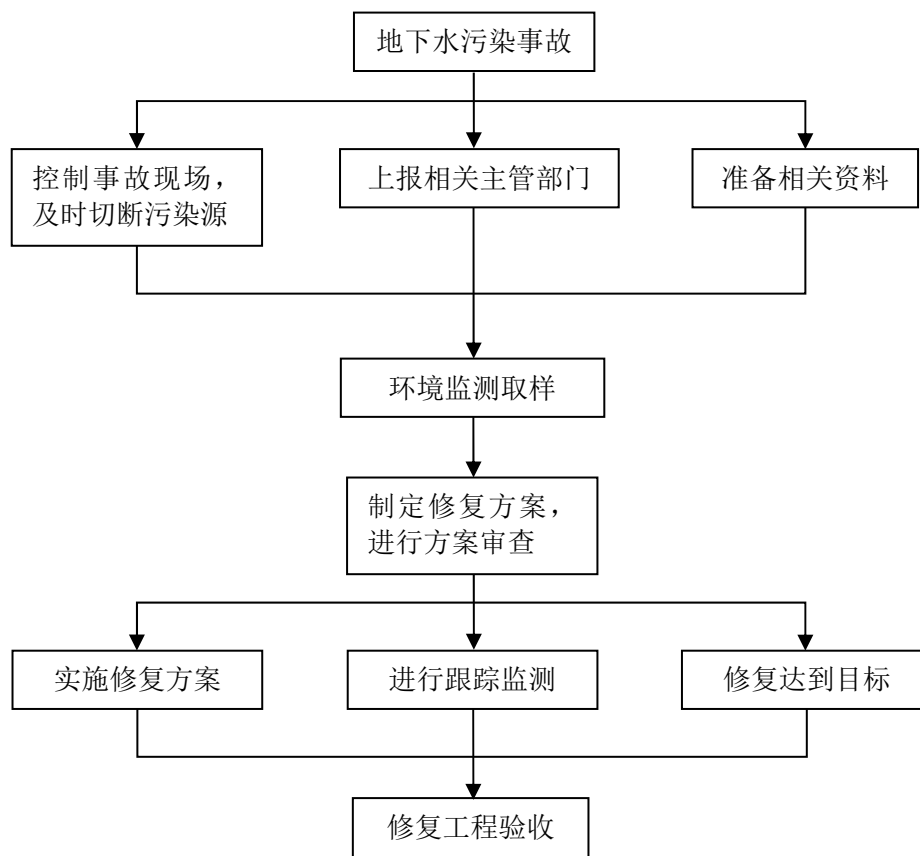 地下水污染事故
控制事故现场，
及时切断污染源
上报相关主管部门
准备相关资料
环境监测取样
制定修复方案，
进行方案审查
实施修复方案
进行跟踪监测
修复达到目标
修复工程验收